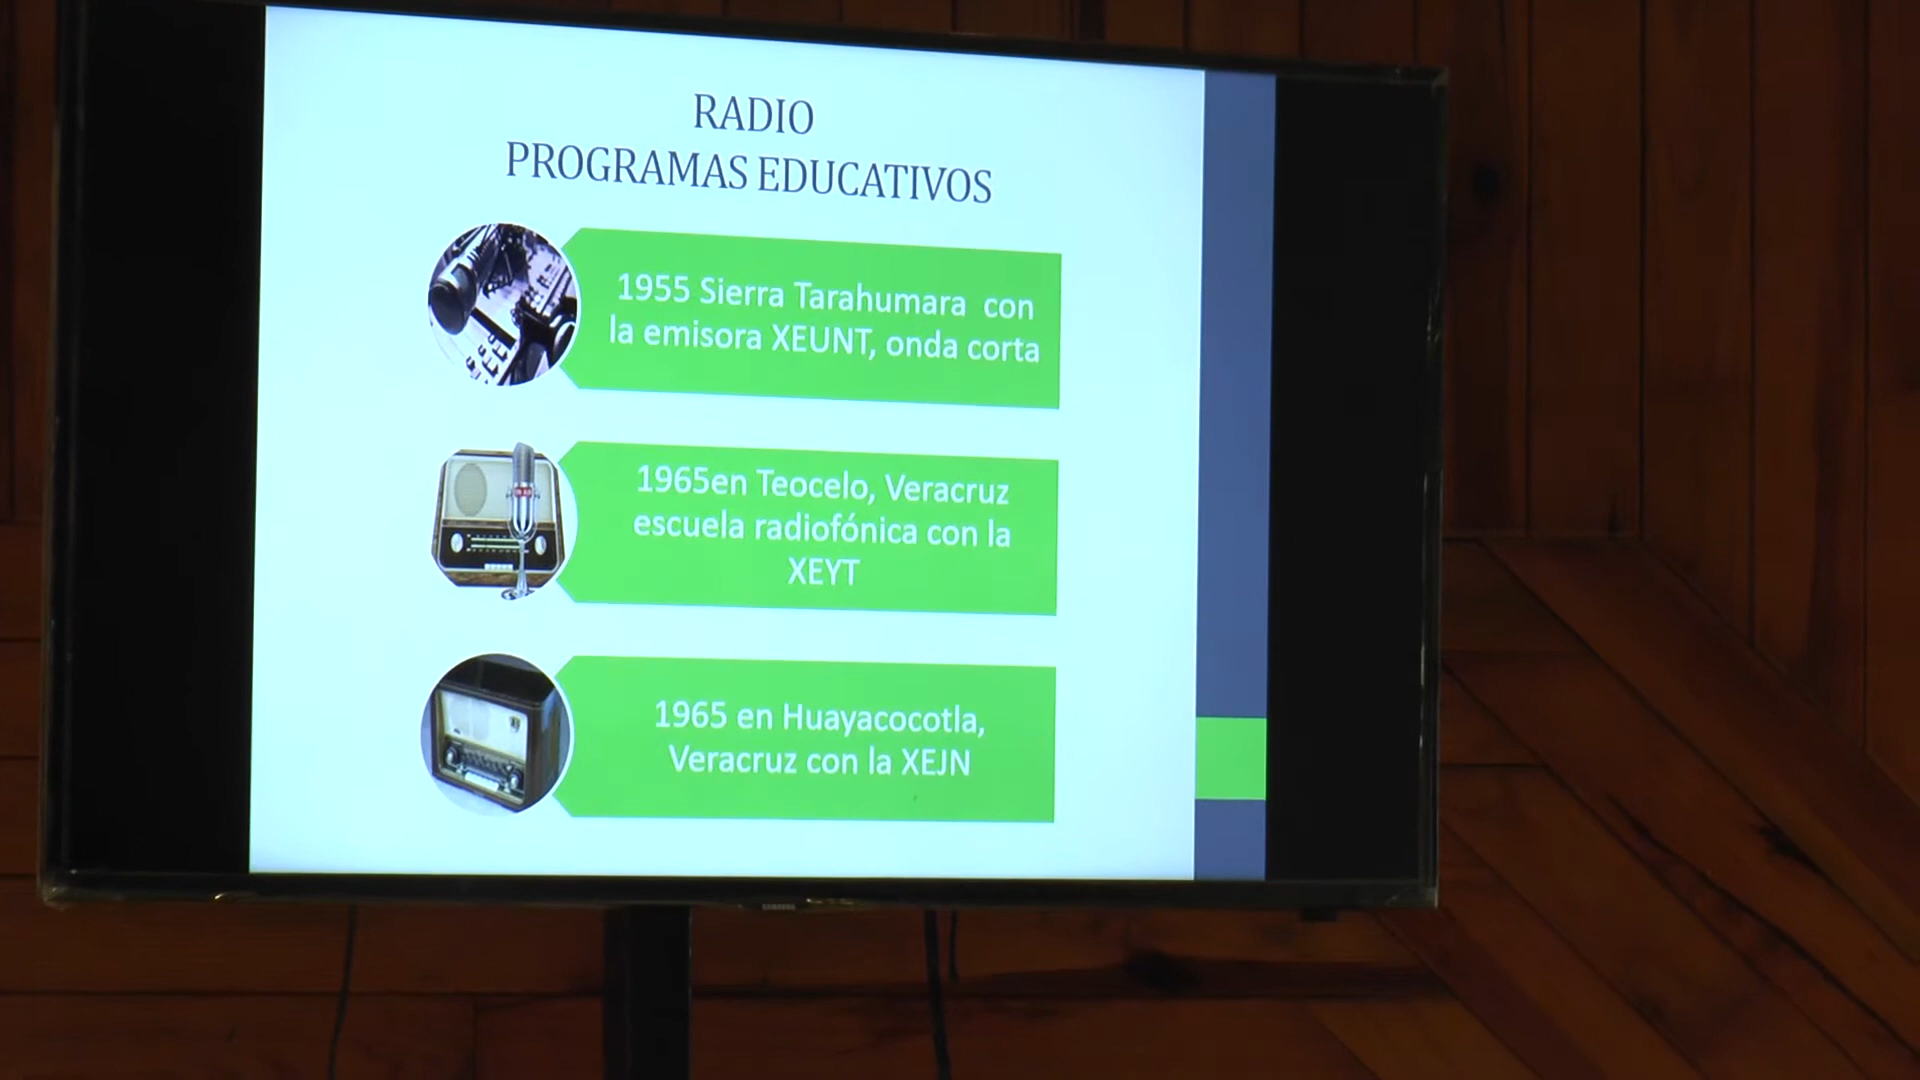 RADIO
PROGRAMAS EDUCATIVOS
1955 Sierra Tarahumara con
la emisora XEUNT, onda corta
1965en Teocelo, Veracruz
escuela radiofónica con la
XEYT
1965 en Huayacocotla,
Veracruz con la XEJN